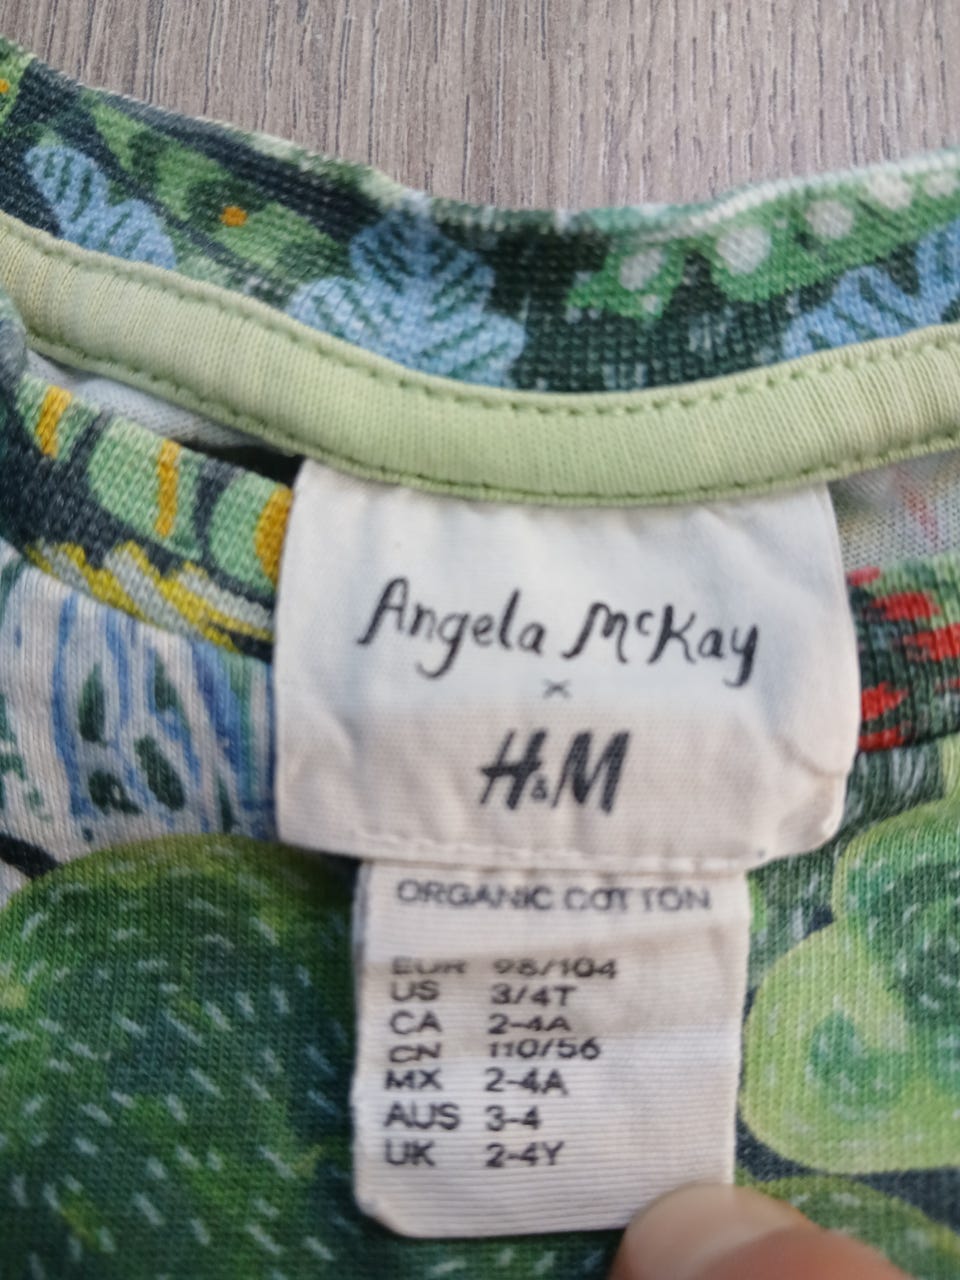 Angela McKay
×
H&M
ORGANIC COTTON
EUR 98/104
US 3/4T
CA 2-4A
CN 110/56
MX 2-4A
AUS 3-4
UK 2-4Y